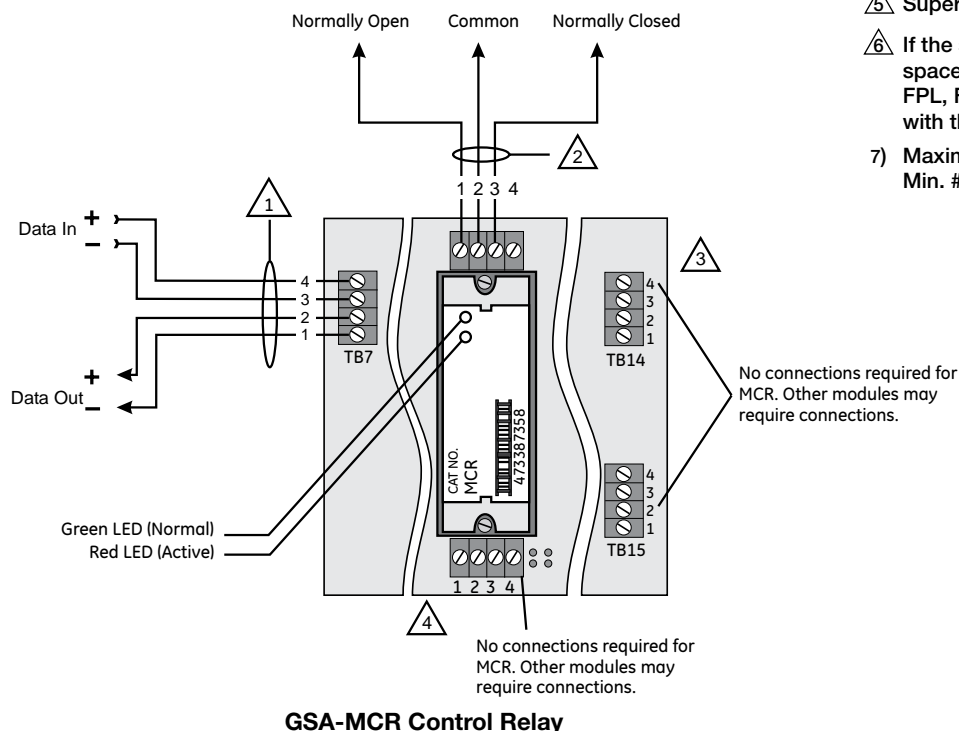 Normally Open Common Normally Closed
2
1 2 3 4
1
Data In + −
4
3
2
1
TB7
Data Out + −
CAT NO.
MCR
473387358
3
4
3
2
1
TB14
No connections required for
MCR. Other modules may
require connections.
4
3
2
1
TB15
Green LED (Normal)
Red LED (Active)
1 2 3 4
4
No connections required for
MCR. Other modules may
require connections.
GSA-MCR Control Relay
5 Super
6 If the
space
FPL, F
with th
7) Maxin
Min. #